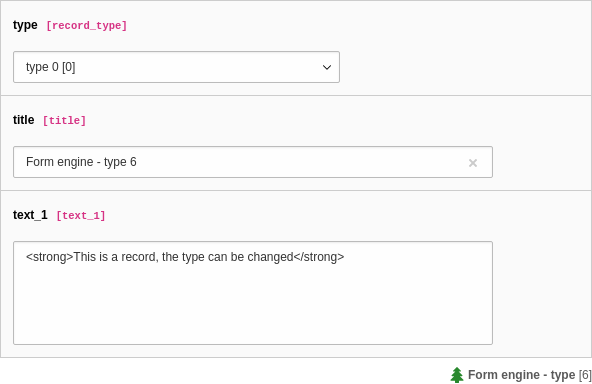 type [record_type]
type 0 [0]
title [title]
Form engine - type 6
text_1 [text_1]
<strong>This is a record, the type can be changed</strong>
Form engine - type [6]